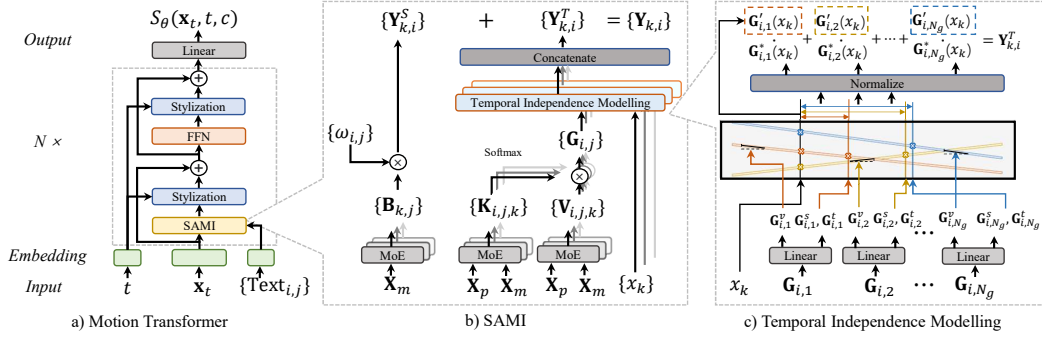 Output
N ×
Embedding
Input
S_θ(x_t, t, c)
Linear
+
Stylization
FFN
+
Stylization
SAMI
t
x_t
{Text_{i,j}}
a) Motion Transformer
{Y^S_{k,i}} + {Y^T_{k,i}} = {Y_{k,i}}
Concatenate
Temporal Independence Modelling
{G_{i,j}}
{ω_{i,j}}
×
Softmax
×
{B_{k,j}}
{K_{i,j,k}}
{V_{i,j,k}}
MoE
MoE
MoE
X_m
X_p X_m
X_p X_m
{x_k}
b) SAMI
G'_{i,1}(x_k) G'_{i,2}(x_k) G'_{i,N_g}(x_k)
· + · + ··· + · = Y^T_{k,i}
G*_{i,1}(x_k) G*_{i,2}(x_k) G*_{i,N_g}(x_k)
Normalize
G^v_{i,1} G^s_{i,1}, G^t_{i,1} G^v_{i,2} G^s_{i,2}, G^t_{i,2} ... G^v_{i,N_g} G^s_{i,N_g}, G^t_{i,N_g}
Linear
Linear
Linear
x_k
G_{i,1}
G_{i,2}
...
G_{i,N_g}
c) Temporal Independence Modelling